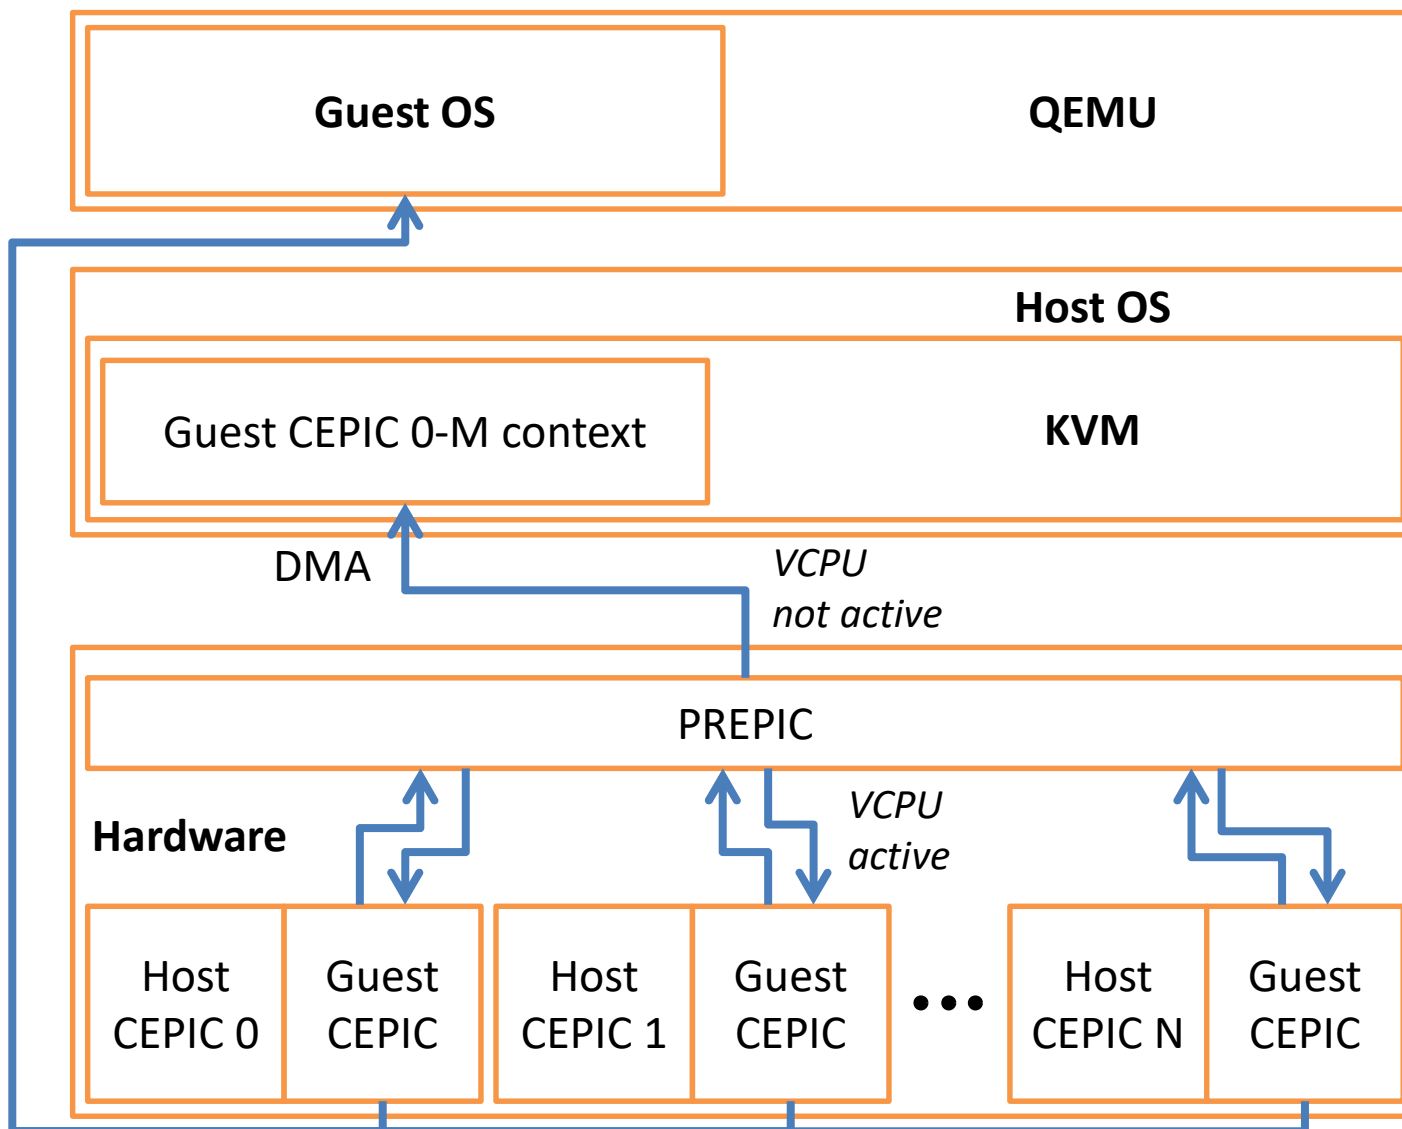 Guest OS
QEMU
Host OS
Guest CEPIC 0-M context
KVM
DMA
VCPU
not active
PREPIC
VCPU
active
Hardware
Host
CEPIC 0
Guest
CEPIC
Host
CEPIC 1
Guest
CEPIC
•••
Host
CEPIC N
Guest
CEPIC